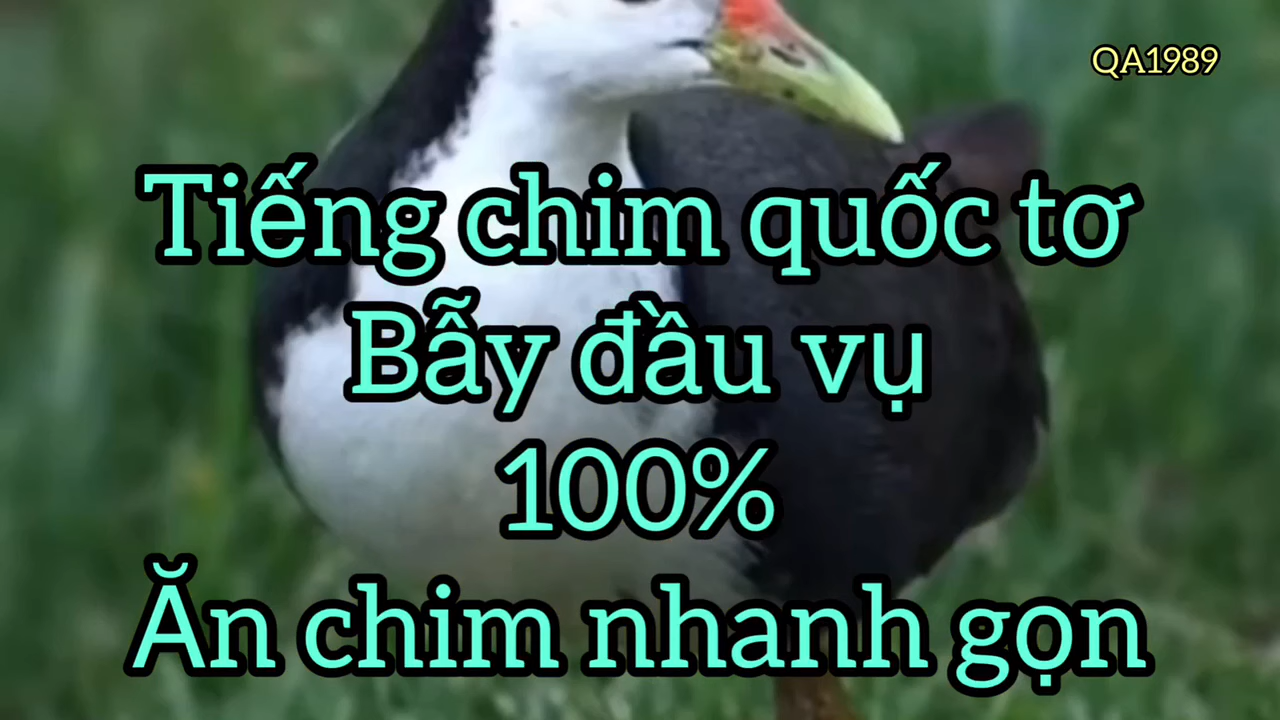 QA1989
Tiếng chim quốc tơ
Bẫy đầu vụ
100%
Ăn chim nhanh gọn